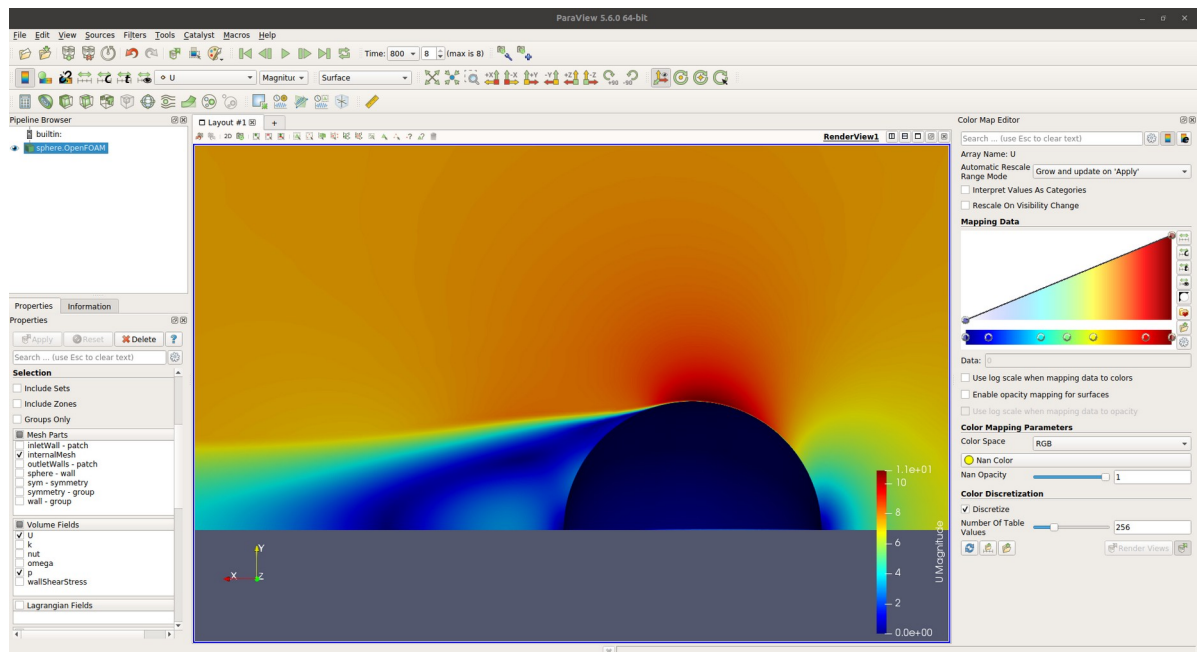 ParaView 5.6.0 64-bit
File Edit View Sources Filters Tools Catalyst Macros Help
Time: 800 8 (max is 8)
U Magnitud Surface
Pipeline Browser
builtin:
sphere.OpenFOAM
Properties Information
Properties
Apply Reset Delete ?
Search ... (use Esc to clear text)
Selection
Include Sets
Include Zones
Groups Only
Mesh Parts
inletWall - patch
internalMesh
outletWalls - patch
sphere - wall
sym - symmetry
symmetry - group
wall - group
Volume Fields
U
k
nut
omega
p
wallShearStress
Lagrangian Fields
Layout #1 +
2D
RenderView1
Y
X Z
1.1e+01
10
8
6
4
2
0.0e+00
U Magnitude
Color Map Editor
Search ... (use Esc to clear text)
Array Name: U
Automatic Rescale Range Mode Grow and update on 'Apply'
Interpret Values As Categories
Rescale On Visibility Change
Mapping Data
Data: 0
Use log scale when mapping data to colors
Enable opacity mapping for surfaces
Use log scale when mapping data to opacity
Color Mapping Parameters
Color Space RGB
Nan Color
Nan Opacity 1
Color Discretization
Discretize
Number Of Table Values 256
Render Views